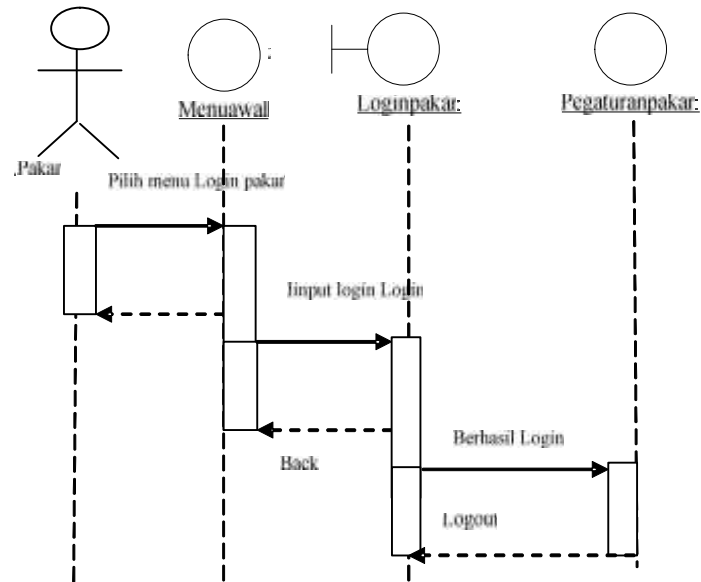 Menuawal
Loginpakar:
Pegaturanpakar:
Pakar
Pilih menu Login pakar
Iinput login Login
Berhasil Login
Back
Logout